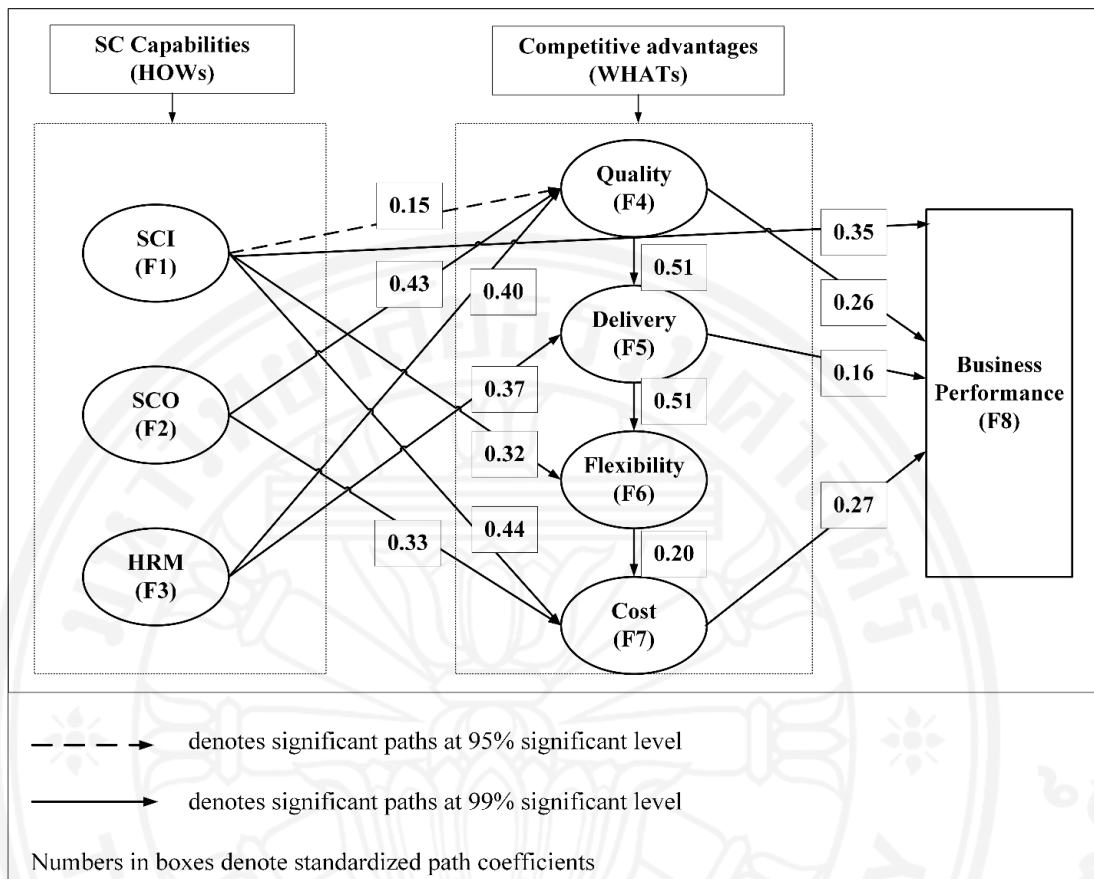 SC Capabilities
(HOWs)
Competitive advantages
(WHATs)
SCI
(F1)
SCO
(F2)
HRM
(F3)
0.15
0.43
0.40
0.37
0.32
0.44
0.33
Quality
(F4)
0.51
Delivery
(F5)
0.51
Flexibility
(F6)
0.20
Cost
(F7)
0.35
0.26
0.16
0.27
Business
Performance
(F8)
denotes significant paths at 95% significant level
denotes significant paths at 99% significant level
Numbers in boxes denote standardized path coefficients